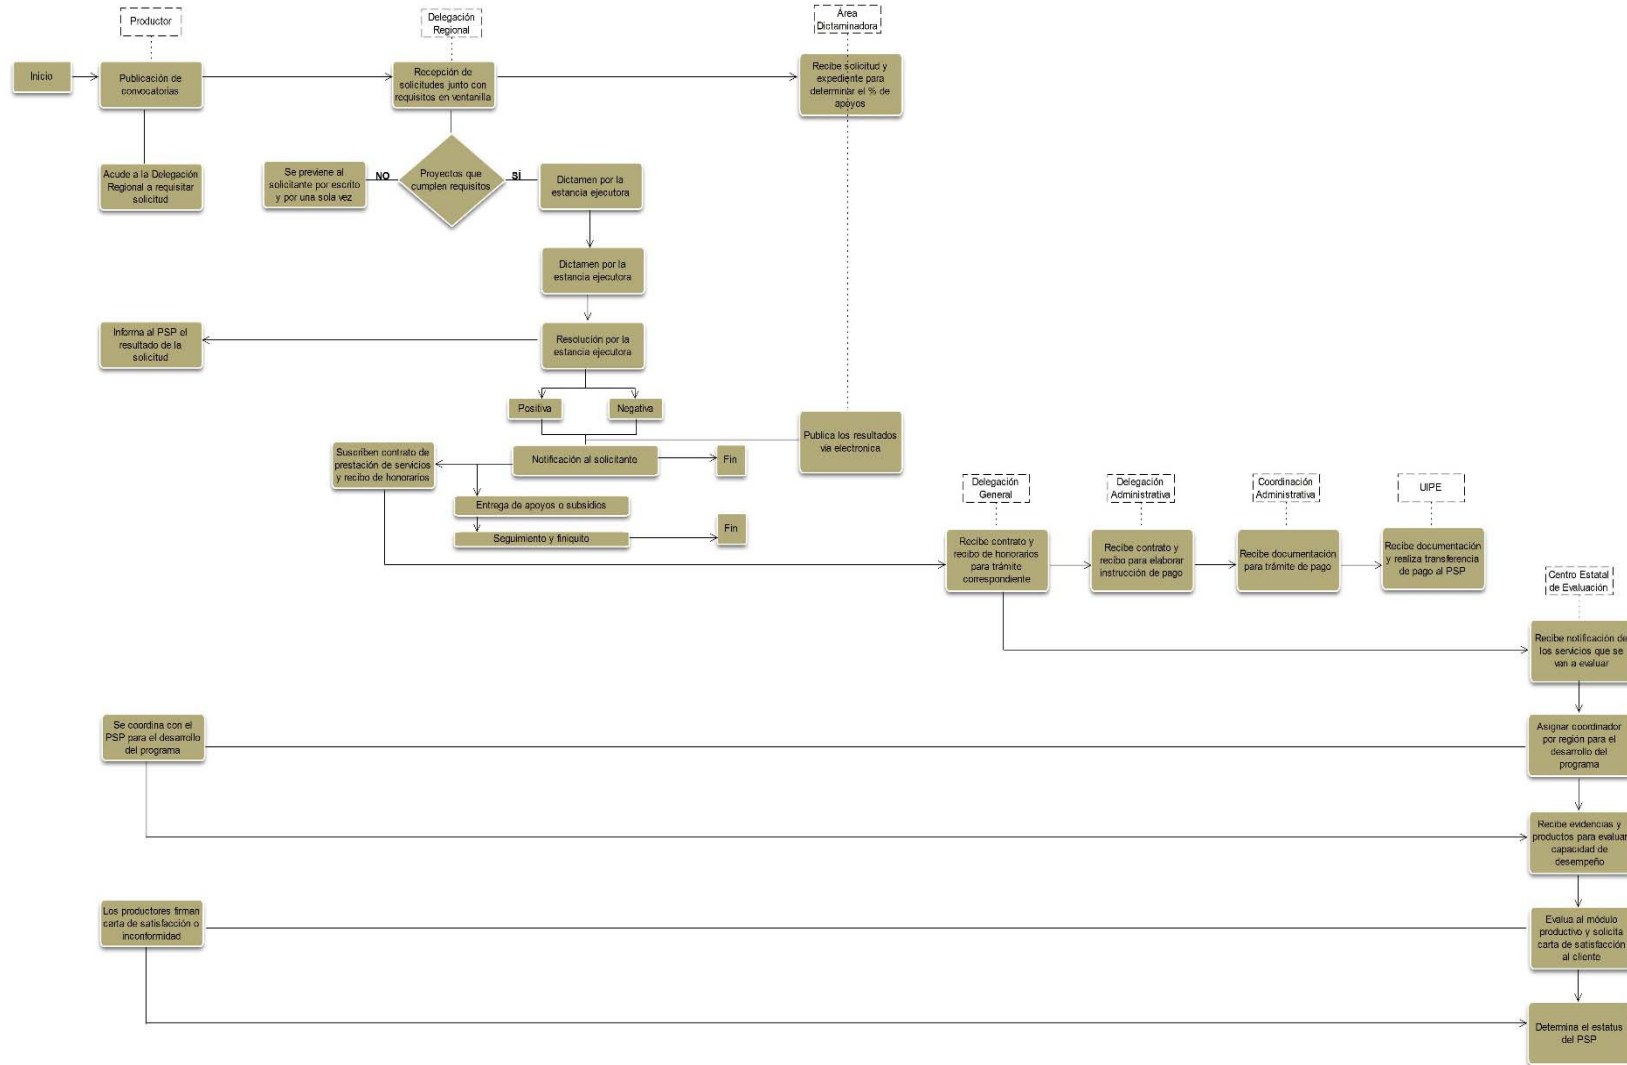 Productor
Delegación
Regional
Área
Dictaminadora
Inicio
Publicación de
convocatorias
Recepción de
solicitudes junto con
requisitos en ventanilla
Recibe solicitud y
expediente para
determinar el % de
apoyos
Acude a la Delegación
Regional a requisitar
solicitud
Se previene al
solicitante por escrito
y por una sola vez
NO
Proyectos que
cumplen requisitos
SÍ
Dictamen por la
estancia ejecutora
Dictamen por la
estancia ejecutora
Informa al PSP el
resultado de la
solicitud
Resolución por la
estancia ejecutora
Positiva
Negativa
Publica los resultados
via electronica
Suscriben contrato de
prestación de servicios
y recibo de honorarios
Notificación al solicitante
Fin
Entrega de apoyos o subsidios
Seguimiento y finiquito
Fin
Delegación
General
Delegación
Administrativa
Coordinación
Administrativa
UIPE
Recibe contrato y
recibo de honorarios
para trámite
correspondiente
Recibe contrato y
recibo para elaborar
instrucción de pago
Recibe documentación
para trámite de pago
Recibe documentación
y realiza transferencia
de pago al PSP
Centro Estatal
de Evaluación
Recibe notificación de
los servicios que se
van a evaluar
Se coordina con el
PSP para el desarrollo
del programa
Asignar coordinador
por región para el
desarrollo del
programa
Recibe evidencias y
productos para evaluar
capacidad de
desempeño
Los productores firman
carta de satisfacción o
inconformidad
Evalua al módulo
productivo y solicita
carta de satisfacción
al cliente
Determina el estatus
del PSP